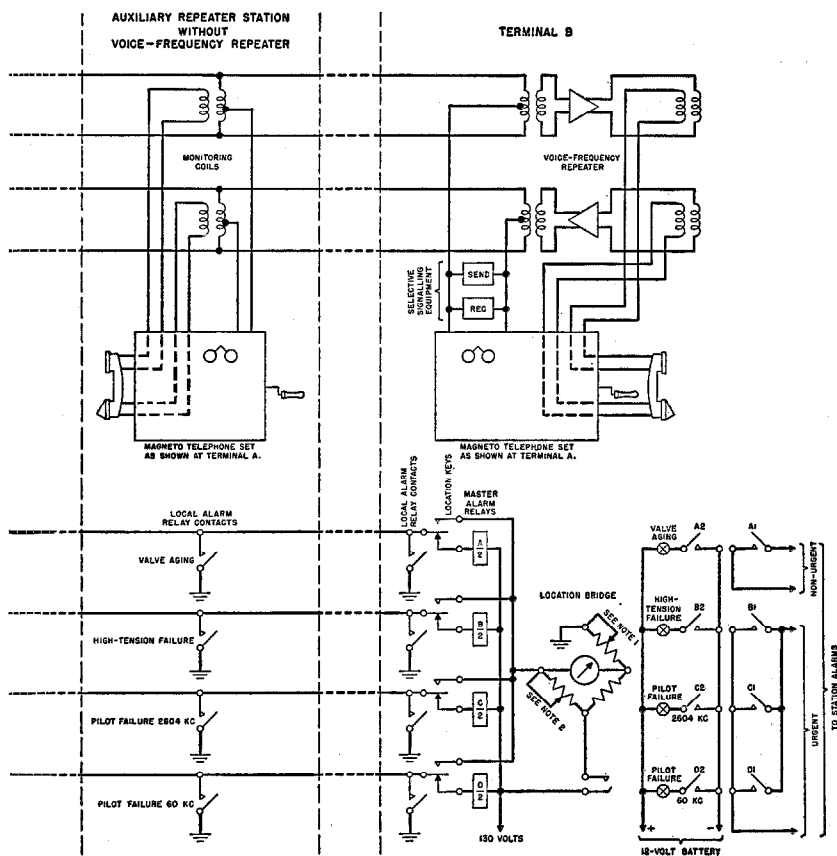 AUXILIARY REPEATER STATION
WITHOUT
VOICE-FREQUENCY REPEATER
TERMINAL B
MONITORING
COILS
VOICE-FREQUENCY
REPEATER
SELECTIVE
SIGNALLING
EQUIPMENT
SEND
REC
MAGNETO TELEPHONE SET
AS SHOWN AT TERMINAL A.
MAGNETO TELEPHONE SET
AS SHOWN AT TERMINAL A.
LOCAL ALARM
RELAY CONTACTS
LOCAL ALARM
RELAY CONTACTS
LOCATION KEYS
MASTER
ALARM
RELAYS
VALVE AGING
A
2
HIGH-TENSION FAILURE
B
2
PILOT FAILURE 2604 KC
C
2
PILOT FAILURE 60 KC
D
2
130 VOLTS
LOCATION BRIDGE
SEE NOTE 1
SEE NOTE 2
VALVE
AGING
A2
A1
HIGH-
TENSION
FAILURE
B2
B1
PILOT
FAILURE
C2
2604 KC
C1
PILOT
FAILURE
D2
60 KC
D1
+
-
12-VOLT BATTERY
NON-URGENT
URGENT
TO STATION ALARMS